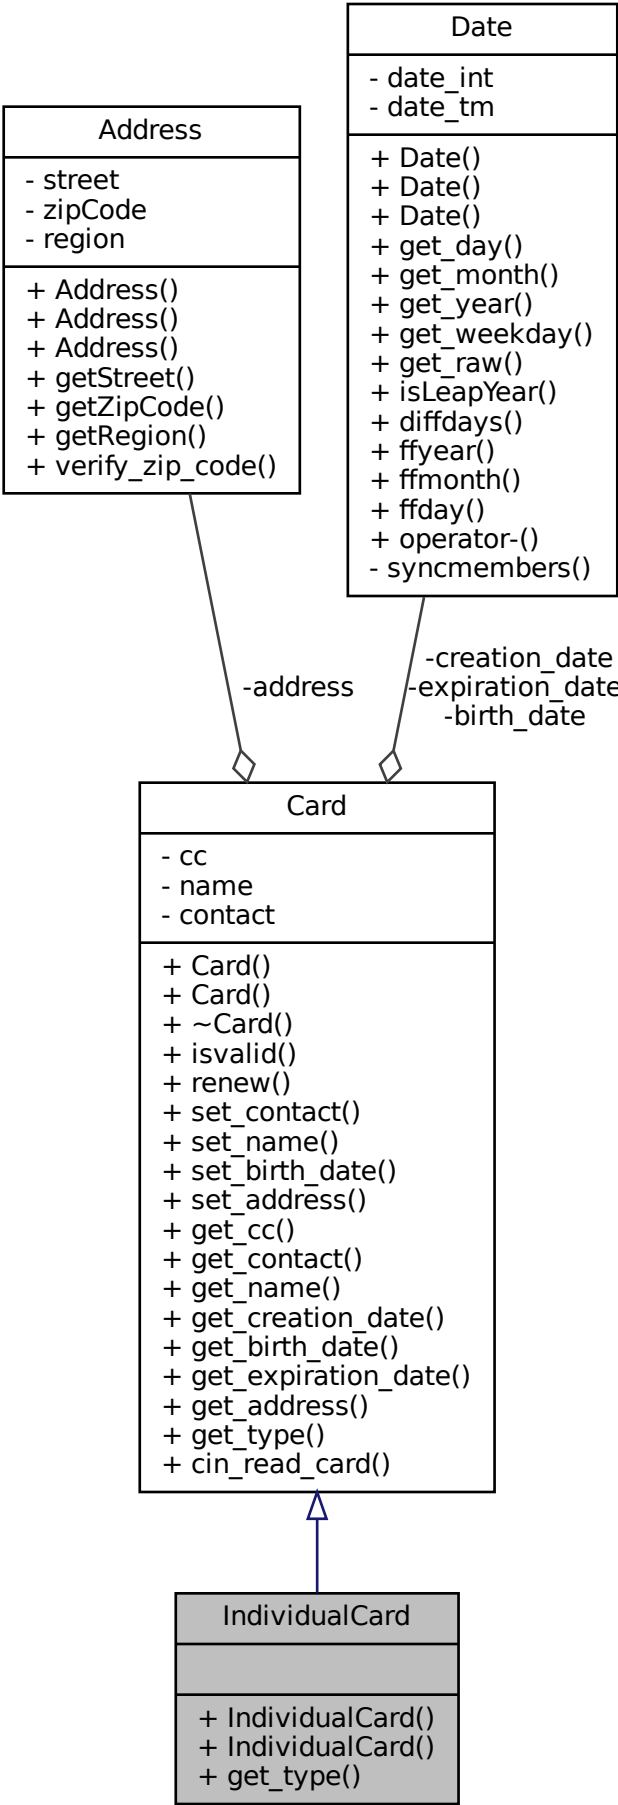 Date
- date_int
- date_tm
+ Date()
+ Date()
+ Date()
+ get_day()
+ get_month()
+ get_year()
+ get_weekday()
+ get_raw()
+ isLeapYear()
+ diffdays()
+ ffyear()
+ ffmonth()
+ ffday()
+ operator-()
- syncmembers()
Address
- street
- zipCode
- region
+ Address()
+ Address()
+ Address()
+ getStreet()
+ getZipCode()
+ getRegion()
+ verify_zip_code()
-address
-creation_date
-expiration_date
-birth_date
Card
- cc
- name
- contact
+ Card()
+ Card()
+ ~Card()
+ isvalid()
+ renew()
+ set_contact()
+ set_name()
+ set_birth_date()
+ set_address()
+ get_cc()
+ get_contact()
+ get_name()
+ get_creation_date()
+ get_birth_date()
+ get_expiration_date()
+ get_address()
+ get_type()
+ cin_read_card()
IndividualCard
+ IndividualCard()
+ IndividualCard()
+ get_type()